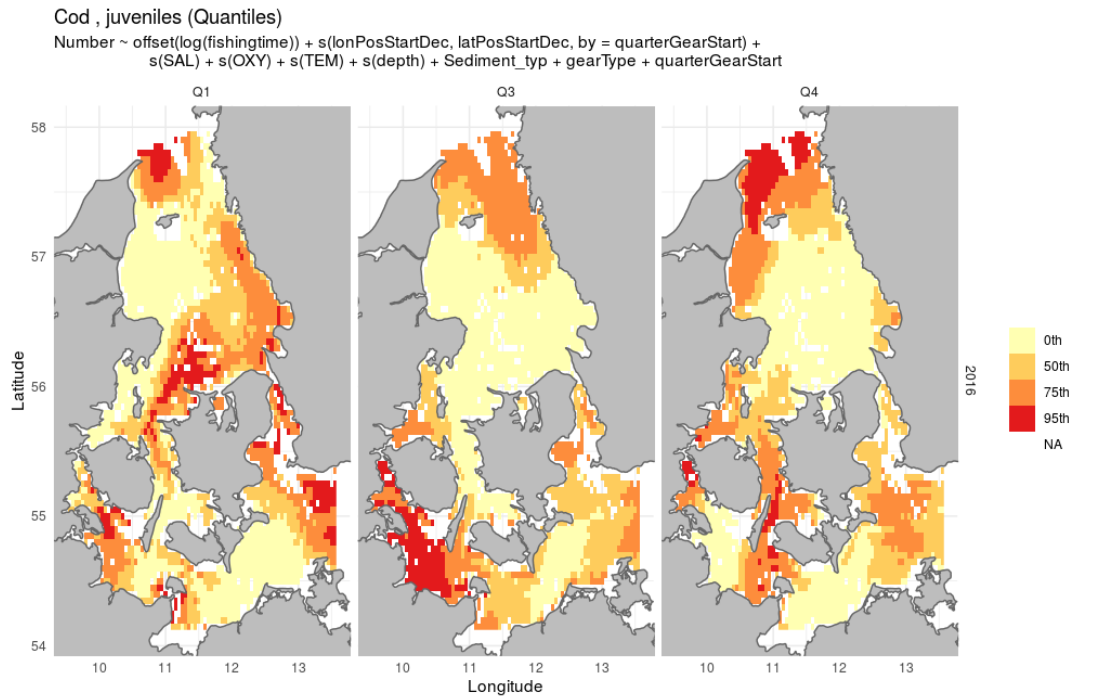 Cod , juveniles (Quantiles)
Number ~ offset(log(fishingtime)) + s(lonPosStartDec, latPosStartDec, by = quarterGearStart) +
s(SAL) + s(OXY) + s(TEM) + s(depth) + Sediment_typ + gearType + quarterGearStart
Q1
Q3
Q4
58
57
56
55
54
Latitude
2016
0th
50th
75th
95th
NA
10
11
12
13
10
11
12
13
10
11
12
13
Longitude